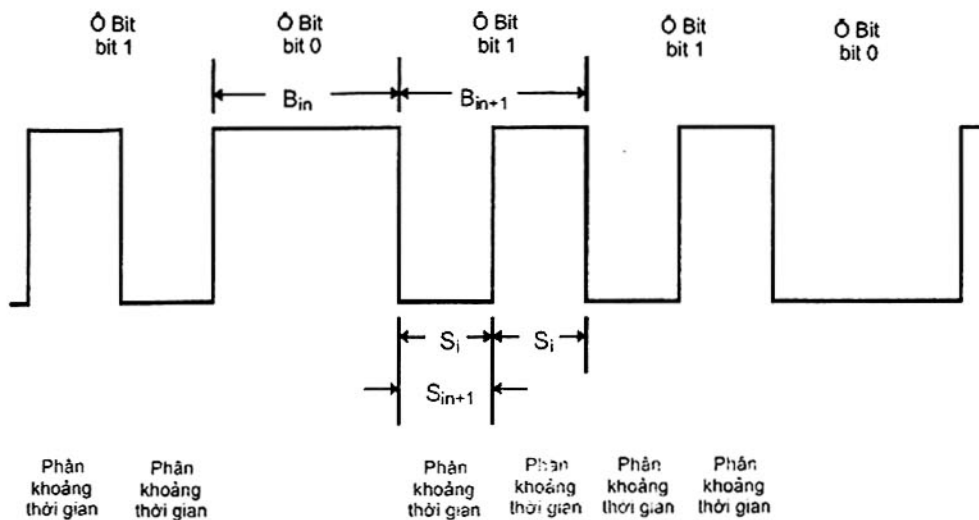 Ô Bit
bit 1
Ô Bit
bit 0
Ô Bit
bit 1
Ô Bit
bit 1
Ô Bit
bit 0
Bin
Bin+1
Si
Si
Sin+1
Phân
khoảng
thời gian
Phân
khoảng
thời gian
Phân
khoảng
thời gian
Phân
khoảng
thời gian
Phân
khoảng
thời gian
Phân
khoảng
thời gian